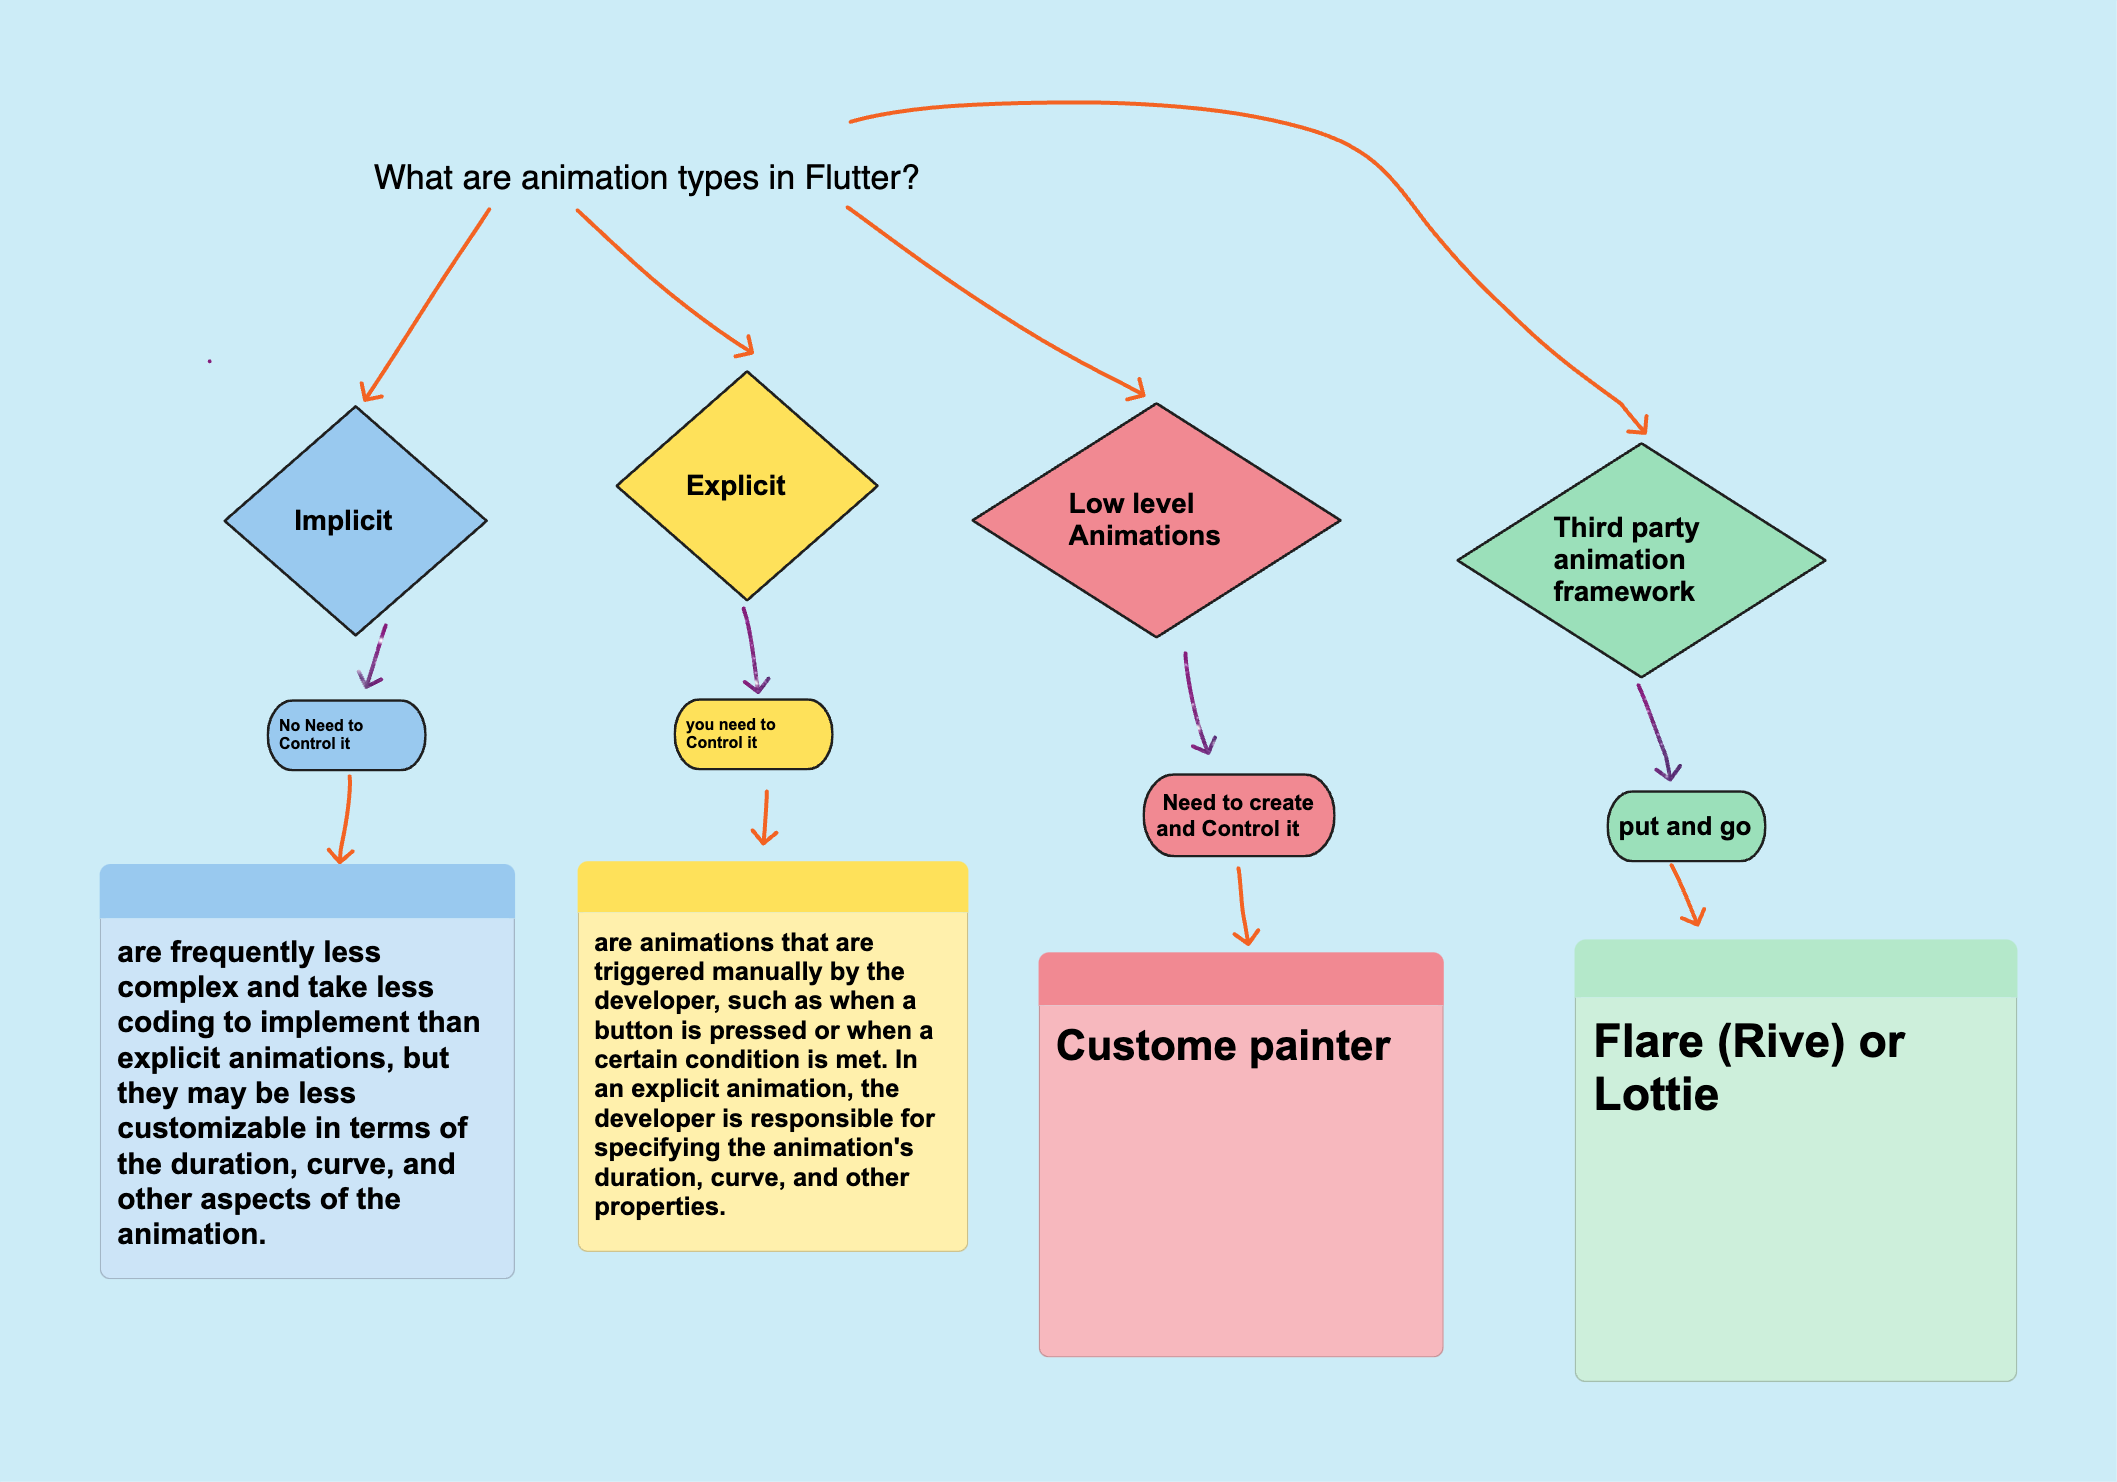 What are animation types in Flutter?
Implicit
Explicit
Low level
Animations
Third party
animation
framework
No Need to
Control it
you need to
Control it
Need to create
and Control it
put and go
are frequently less
complex and take less
coding to implement than
explicit animations, but
they may be less
customizable in terms of
the duration, curve, and
other aspects of the
animation.
are animations that are
triggered manually by the
developer, such as when a
button is pressed or when a
certain condition is met. In
an explicit animation, the
developer is responsible for
specifying the animation's
duration, curve, and other
properties.
Custome painter
Flare (Rive) or
Lottie